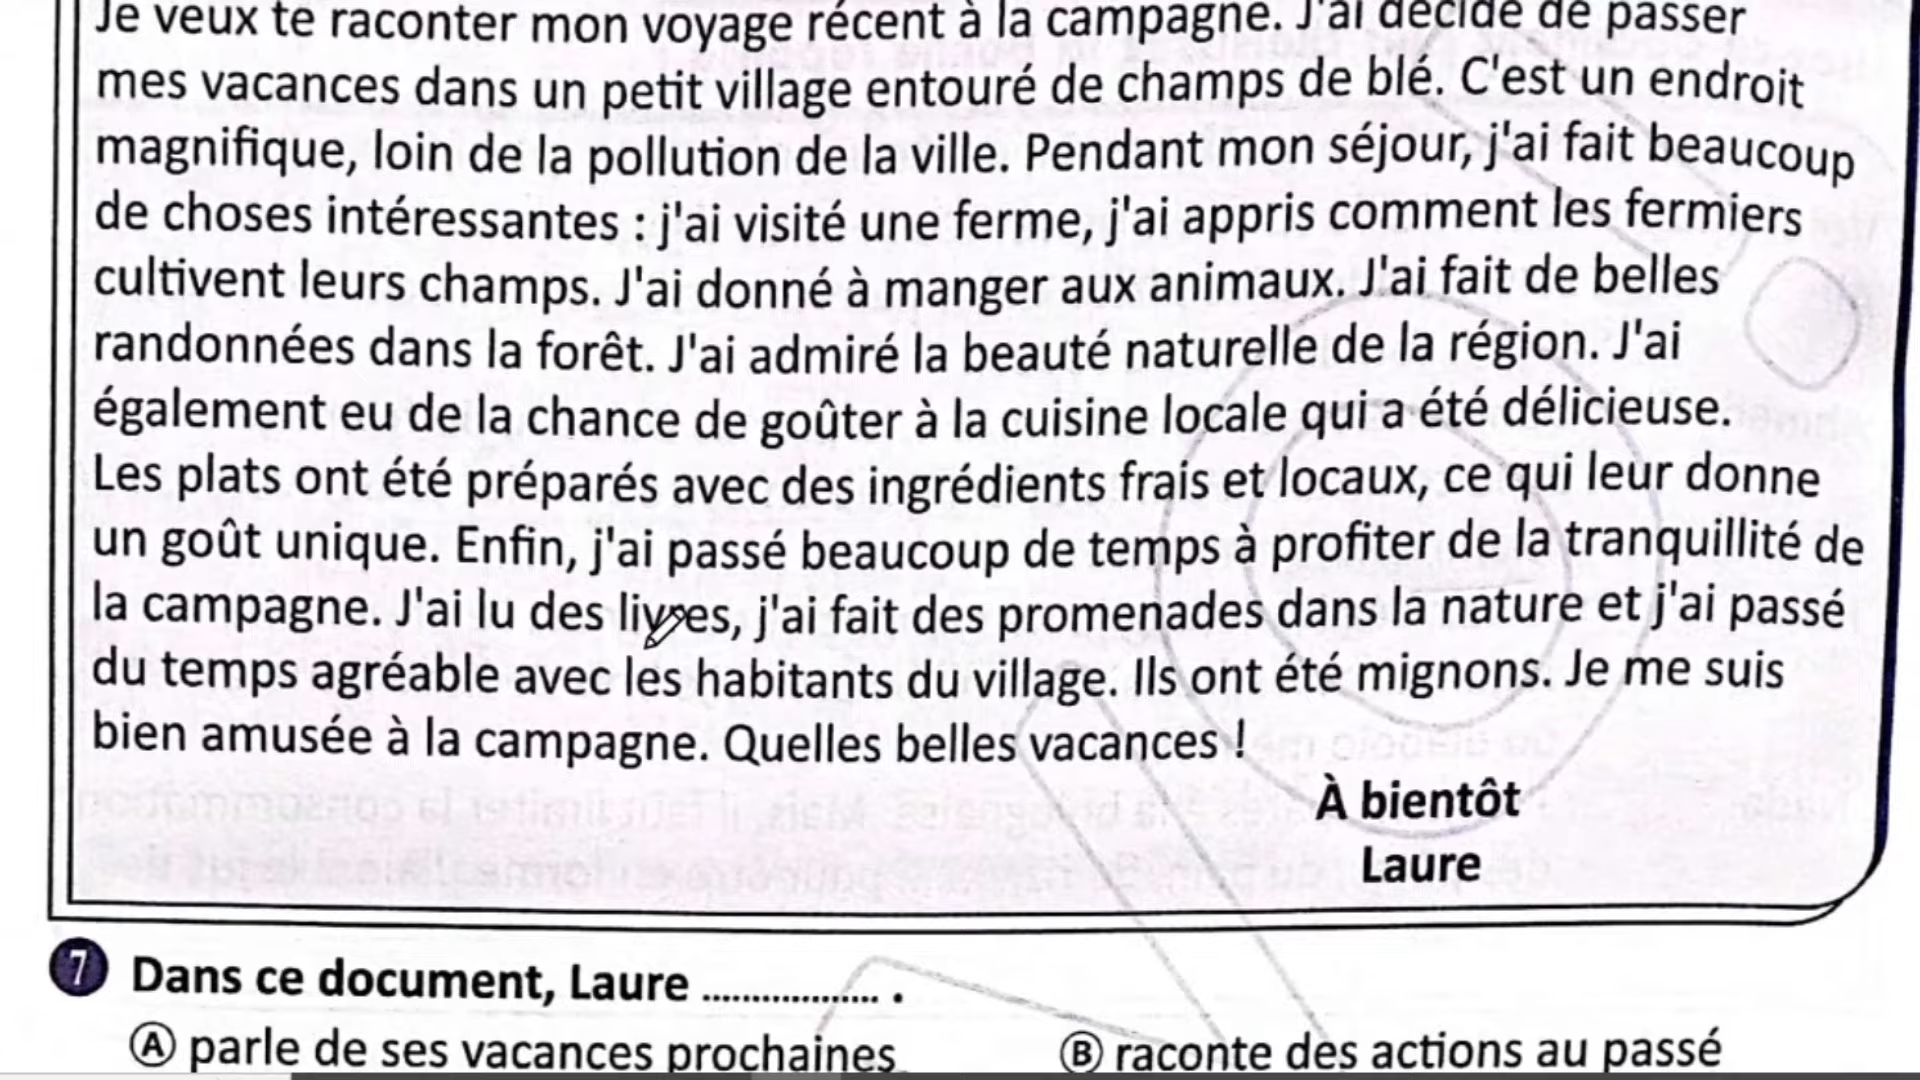 Je veux te raconter mon voyage récent à la campagne. J'ai décidé de passer
mes vacances dans un petit village entouré de champs de blé. C'est un endroit
magnifique, loin de la pollution de la ville. Pendant mon séjour, j'ai fait beaucoup
de choses intéressantes : j'ai visité une ferme, j'ai appris comment les fermiers
cultivent leurs champs. J'ai donné à manger aux animaux. J'ai fait de belles
randonnées dans la forêt. J'ai admiré la beauté naturelle de la région. J'ai
également eu de la chance de goûter à la cuisine locale qui a été délicieuse.
Les plats ont été préparés avec des ingrédients frais et locaux, ce qui leur donne
un goût unique. Enfin, j'ai passé beaucoup de temps à profiter de la tranquillité de
la campagne. J'ai lu des livres, j'ai fait des promenades dans la nature et j'ai passé
du temps agréable avec les habitants du village. Ils ont été mignons. Je me suis
bien amusée à la campagne. Quelles belles vacances !
À bientôt
Laure
7 Dans ce document, Laure .................. .
A parle de ses vacances prochaines
B raconte des actions au passé